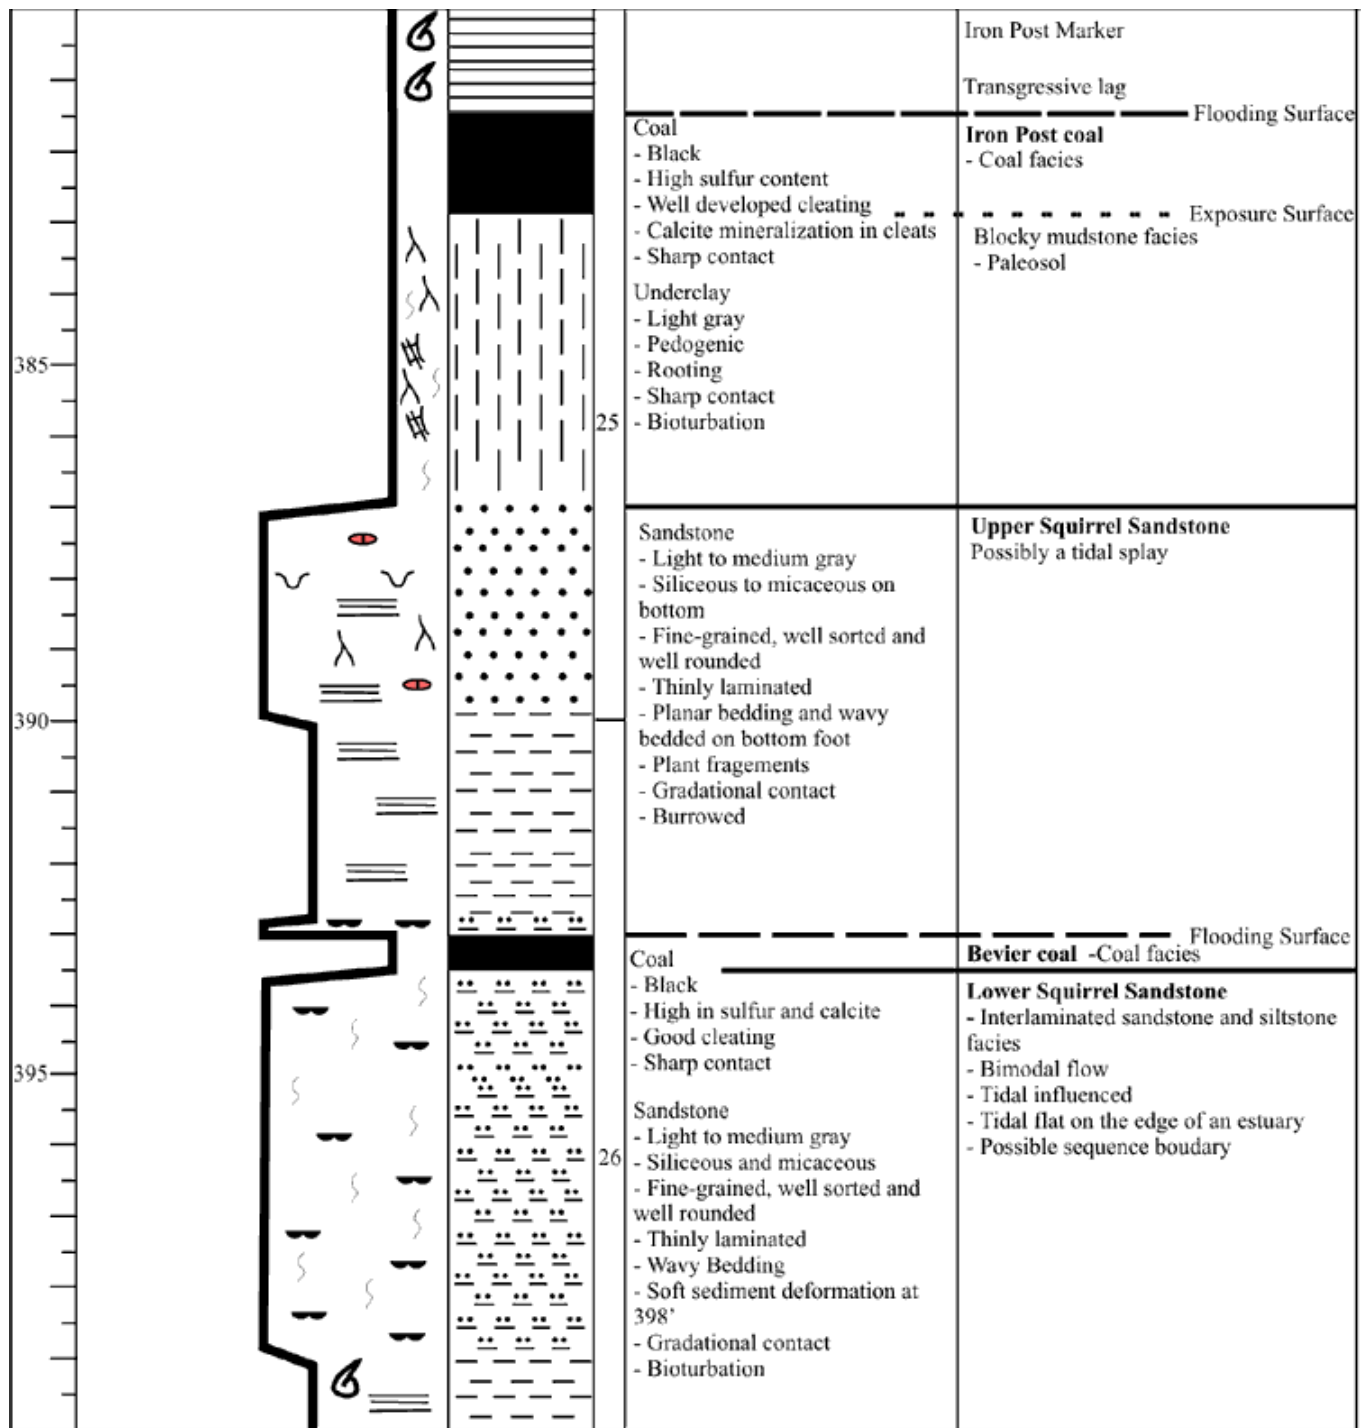 Iron Post Marker
Transgressive lag
Flooding Surface
Coal
- Black
- High sulfur content
- Well developed cleating
- Calcite mineralization in cleats
- Sharp contact
Iron Post coal
- Coal facies
Exposure Surface
Blocky mudstone facies
- Paleosol
Underclay
- Light gray
- Pedogenic
- Rooting
- Sharp contact
- Bioturbation
385
25
Sandstone
- Light to medium gray
- Siliceous to micaceous on
bottom
- Fine-grained, well sorted and
well rounded
- Thinly laminated
- Planar bedding and wavy
bedded on bottom foot
- Plant fragements
- Gradational contact
- Burrowed
Upper Squirrel Sandstone
Possibly a tidal splay
390
Flooding Surface
Coal
- Black
- High in sulfur and calcite
- Good cleating
- Sharp contact
Bevier coal -Coal facies
Lower Squirrel Sandstone
- Interlaminated sandstone and siltstone
facies
- Bimodal flow
- Tidal influenced
- Tidal flat on the edge of an estuary
- Possible sequence boudary
395
26
Sandstone
- Light to medium gray
- Siliceous and micaceous
- Fine-grained, well sorted and
well rounded
- Thinly laminated
- Wavy Bedding
- Soft sediment deformation at
398’
- Gradational contact
- Bioturbation